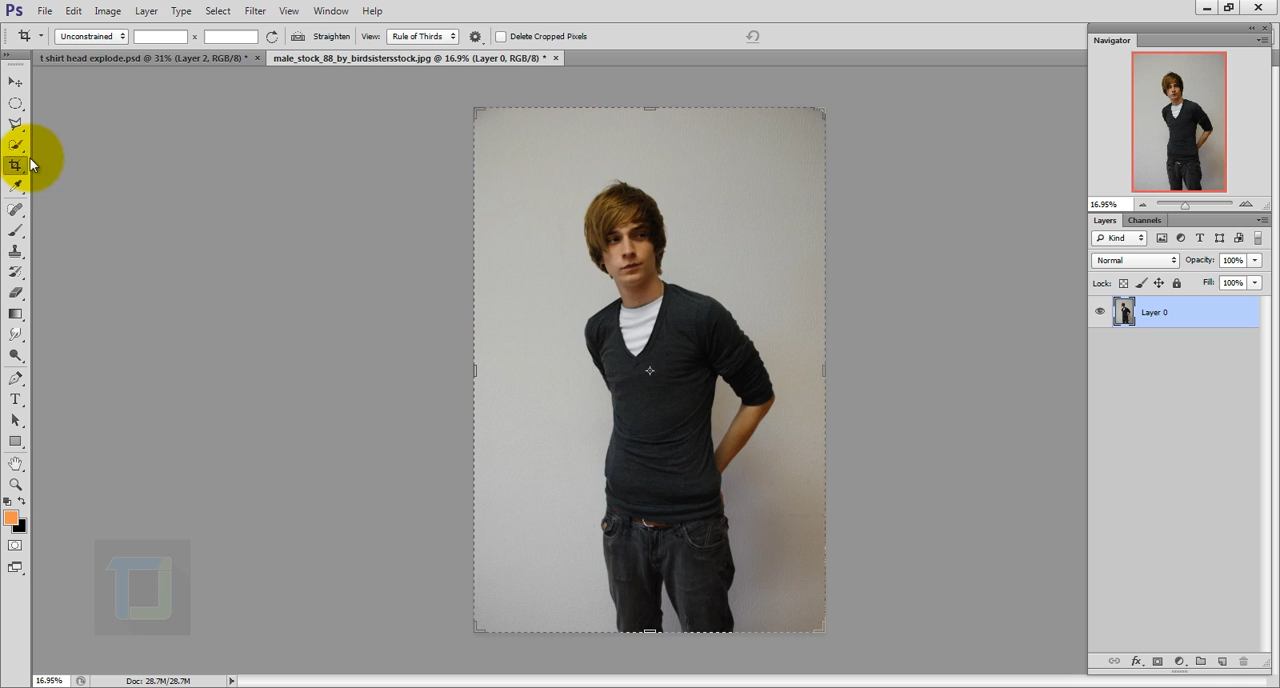 Ps File Edit Image Layer Type Select Filter View Window Help
Unconstrained x Straighten View: Rule of Thirds Delete Cropped Pixels
t shirt head explode.psd @ 31% (Layer 2, RGB/8) * × male_stock_88_by_birdsistersstock.jpg @ 16.9% (Layer 0, RGB/8) * ×
Navigator
16.95%
Layers Channels
Kind
Normal Opacity: 100%
Lock: Fill: 100%
Layer 0
fx
16.95% Doc: 28.7M/28.7M